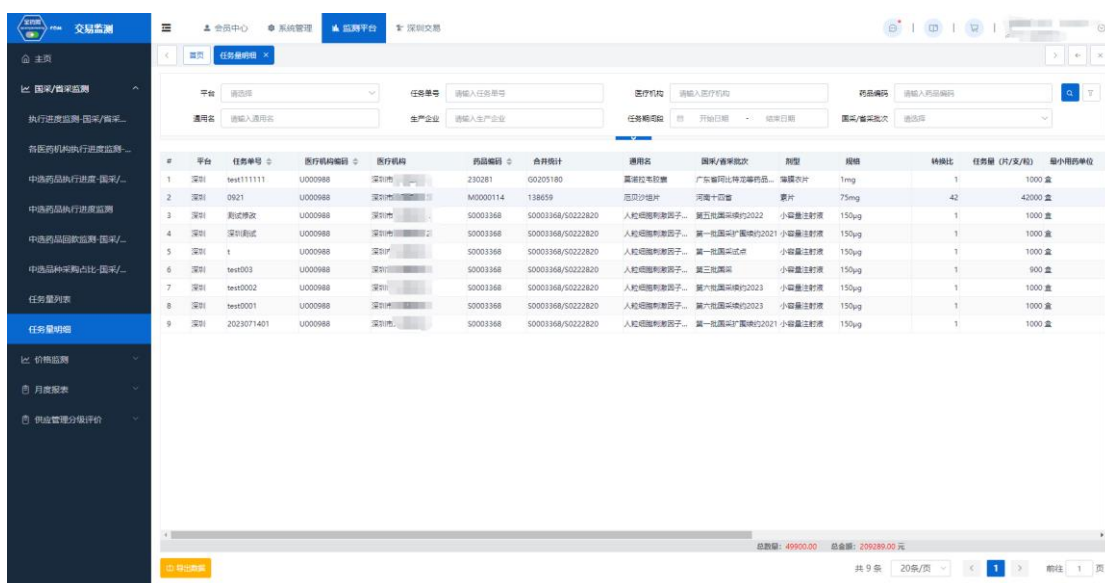 交易监测
会员中心 系统管理 监测平台 深圳交易
主页
国采/省采监测
执行进度监测-国采/省采...
各医药机构执行进度监测-...
中选药品执行进度-国采/...
中选药品执行进度监测
中选药品回款监测-国采/...
中选品种采购占比-国采/...
任务量列表
任务量明细
价格监测
月度报表
供应管理分级评价
首页 任务量明细 ×
平台 请选择 任务单号 请输入任务单号 医疗机构 请输入医疗机构 药品编码 请输入药品编码
通用名 请输入通用名 生产企业 请输入生产企业 任务期间段 开始日期 - 结束日期 国采/省采批次 请选择
# 平台 任务单号 医疗机构编码 医疗机构 药品编码 合并统计 通用名 国采/省采批次 剂型 规格 转换比 任务量 (片/支/粒) 最小用药单位
1 深圳 test111111 U000988 深圳市 230281 G0205180 莫诺拉韦胶囊 广东省阿比特龙等药品... 薄膜衣片 1mg 1 1000 盒
2 深圳 0921 U000988 深圳市 M0000114 138659 厄贝沙坦片 河南十四省 素片 75mg 42 42000 盒
3 深圳 测试修改 U000988 深圳市 S0003368 S0003368/S0222820 人粒细胞刺激因子... 第五批国采续约2022 小容量注射液 150μg 1 1000 盒
4 深圳 深圳测试 U000988 深圳市 S0003368 S0003368/S0222820 人粒细胞刺激因子... 第一批国采扩围续约2021 小容量注射液 150μg 1 1000 盒
5 深圳 t U000988 深圳 S0003368 S0003368/S0222820 人粒细胞刺激因子... 第一批国采试点 小容量注射液 150μg 1 1000 盒
6 深圳 test003 U000988 深圳 S0003368 S0003368/S0222820 人粒细胞刺激因子... 第三批国采 小容量注射液 150μg 1 900 盒
7 深圳 test0002 U000988 深圳 S0003368 S0003368/S0222820 人粒细胞刺激因子... 第六批国采续约2023 小容量注射液 150μg 1 1000 盒
8 深圳 test0001 U000988 深圳 S0003368 S0003368/S0222820 人粒细胞刺激因子... 第六批国采续约2023 小容量注射液 150μg 1 1000 盒
9 深圳 2023071401 U000988 深圳市 S0003368 S0003368/S0222820 人粒细胞刺激因子... 第一批国采扩围续约2021 小容量注射液 150μg 1 1000 盒
总数量: 49900.00 总金额: 209289.00 元
导出数据 共 9 条 20条/页 1 前往 1 页